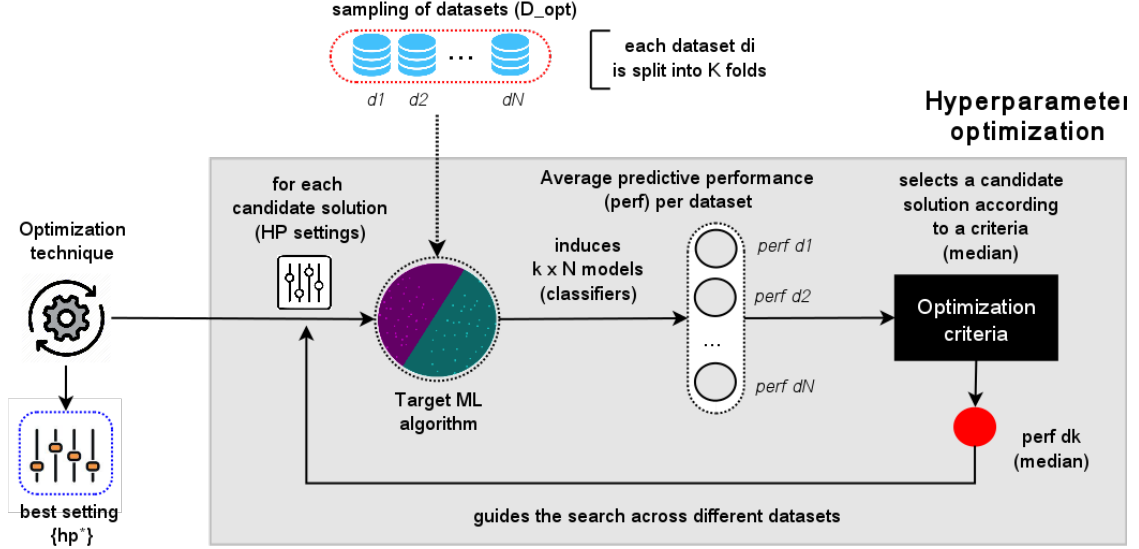 sampling of datasets (D_opt)
each dataset di
is split into K folds
...
d1
d2
dN
Hyperparameter
optimization
for each
candidate solution
(HP settings)
Average predictive performance
(perf) per dataset
selects a candidate
solution according
to a criteria
(median)
Optimization
technique
induces
k x N models
(classifiers)
perf d1
perf d2
...
perf dN
Optimization
criteria
Target ML
algorithm
perf dk
(median)
best setting
{hp*}
guides the search across different datasets